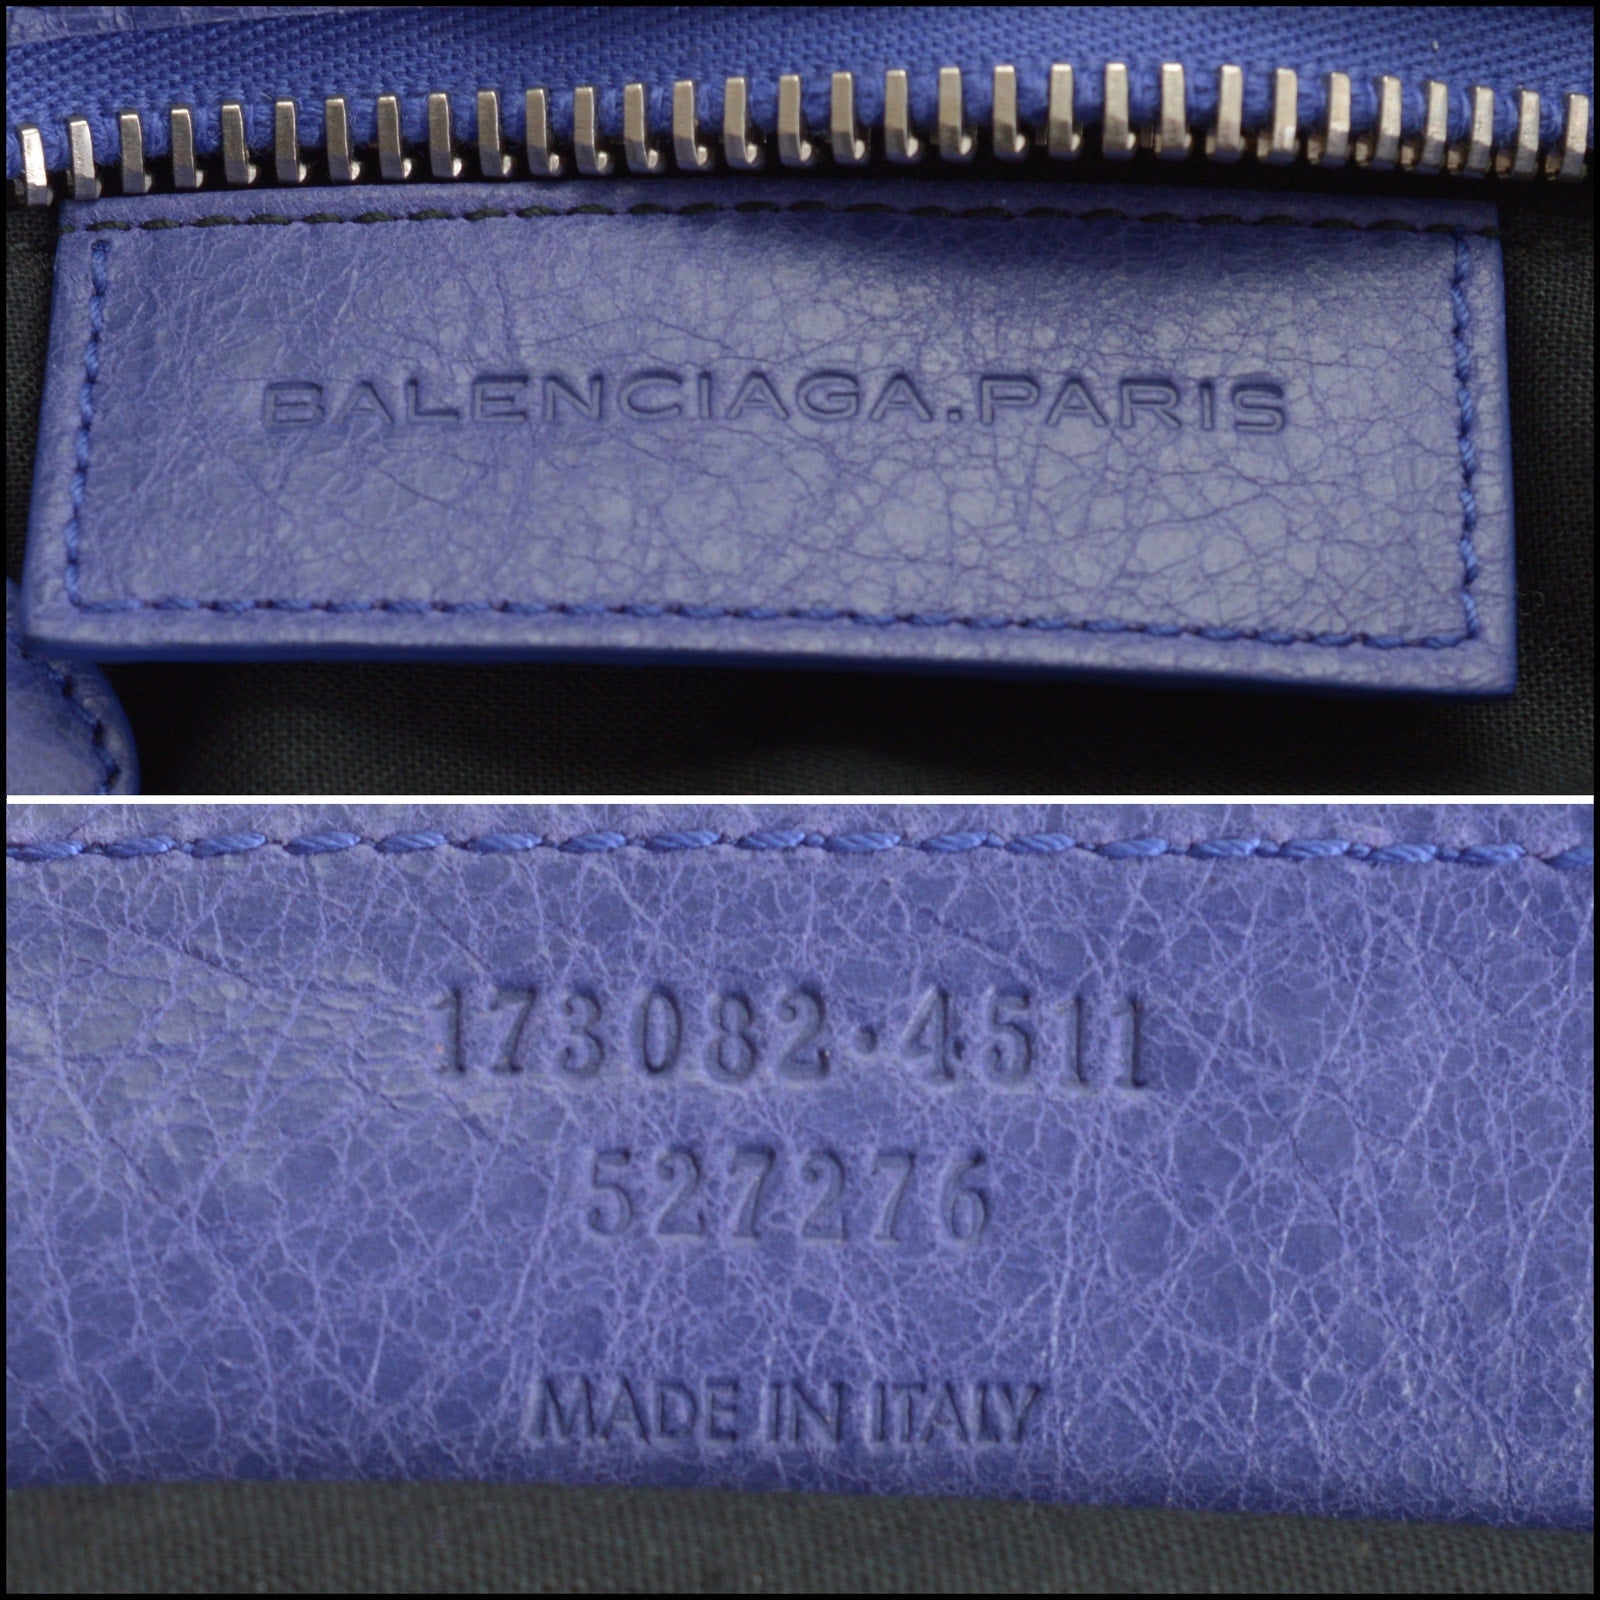 BALENCIAGA.PARIS
173082·4511
527276
MADE IN ITALY